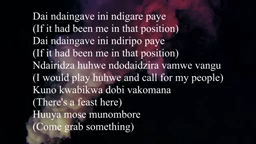 Dai ndaingave ini ndigare paye
(If it had been me in that position)
Dai ndaingave ini ndiripo paye
(If it had been me in that position)
Ndairidza huhwe ndodaidzira vamwe vangu
(I would play huhwe and call for my people)
Kuno kwabikwa dobi vakomana
(There's a feast here)
Huuya mose munombore
(Come grab something)